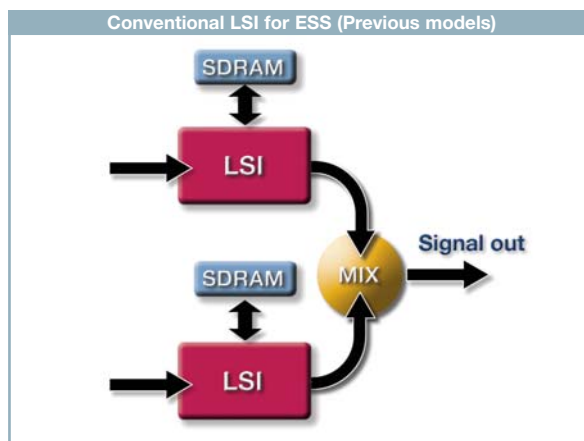 Conventional LSI for ESS (Previous models)
SDRAM
LSI
Signal out
MIX
SDRAM
LSI